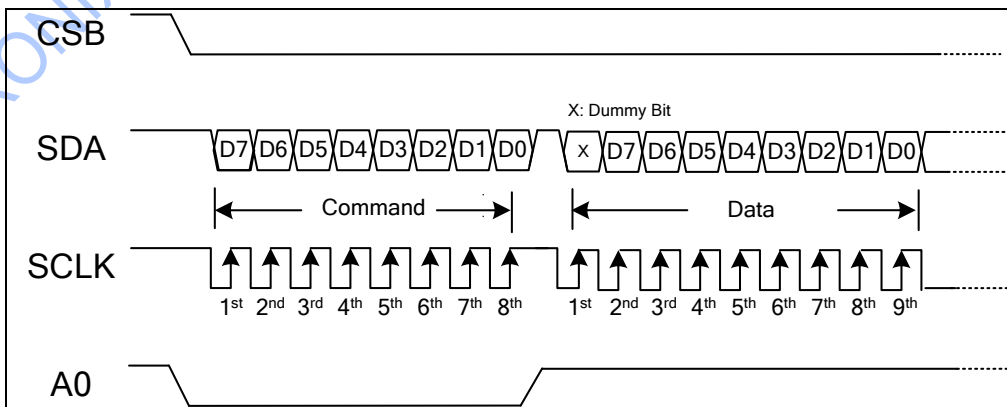 CSB
X: Dummy Bit
SDA D7 D6 D5 D4 D3 D2 D1 D0 X D7 D6 D5 D4 D3 D2 D1 D0
Command Data
SCLK
1st 2nd 3rd 4th 5th 6th 7th 8th 1st 2nd 3rd 4th 5th 6th 7th 8th 9th
A0